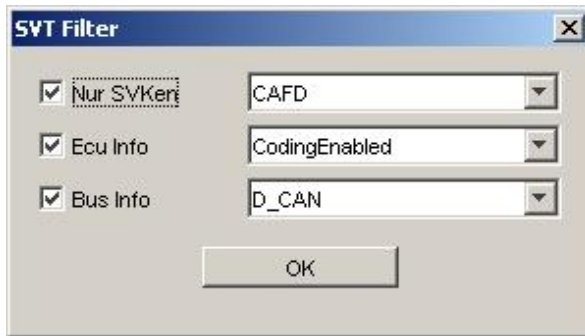 SVT Filter
Nur SVKen CAFD
Ecu Info CodingEnabled
Bus Info D_CAN
OK